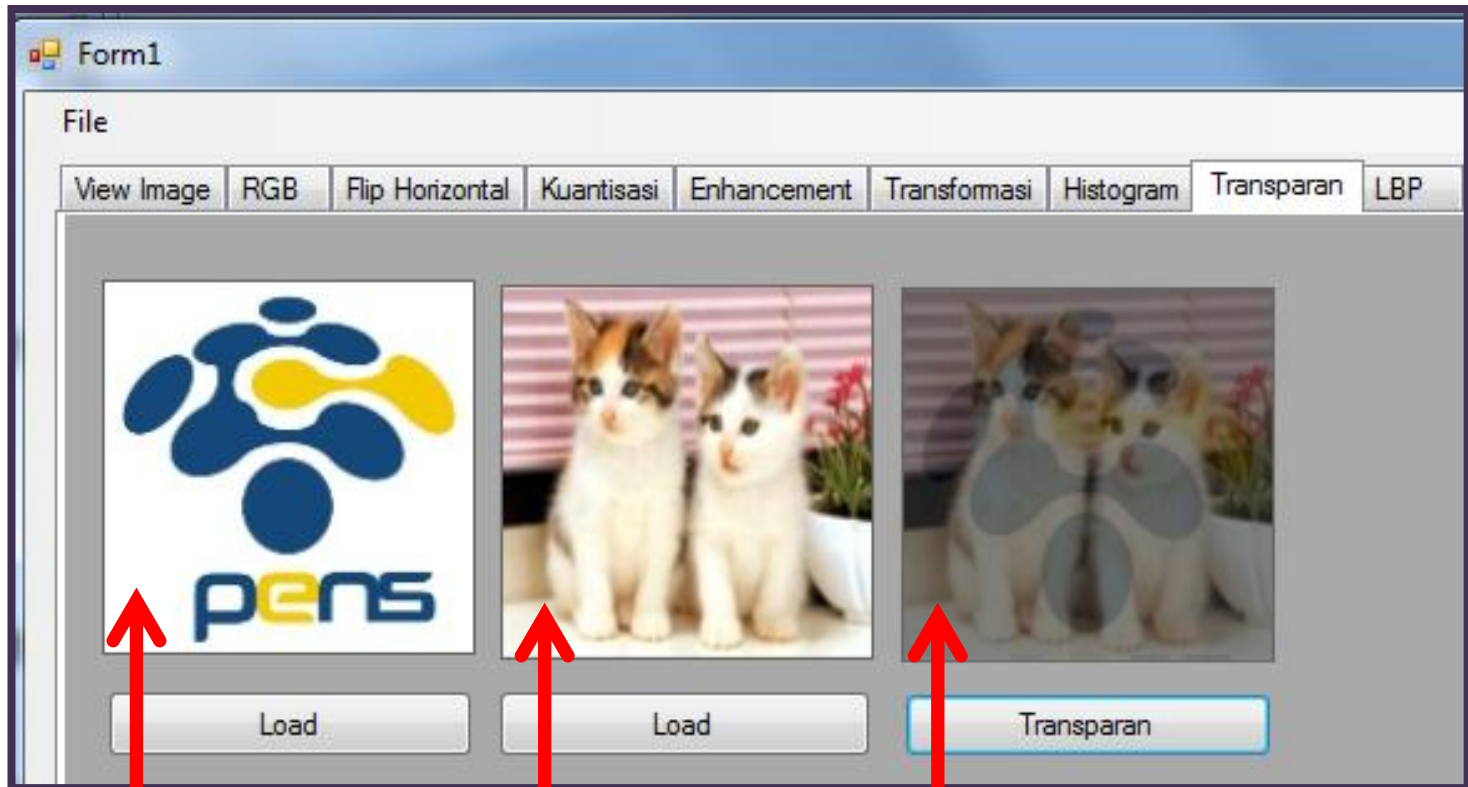 Form1
File
View Image RGB Flip Horizontal Kuantisasi Enhancement Transformasi Histogram Transparan LBP
pens
Load Load Transparan